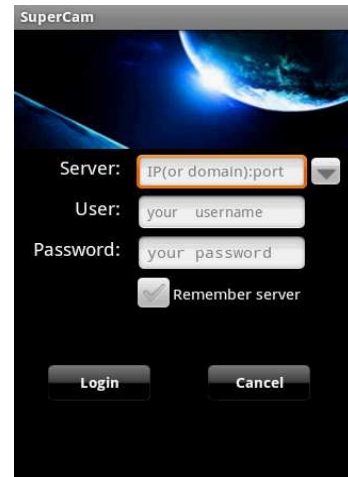 SuperCam
Server: IP(or domain):port
User: your username
Password: your password
Remember server
Login Cancel